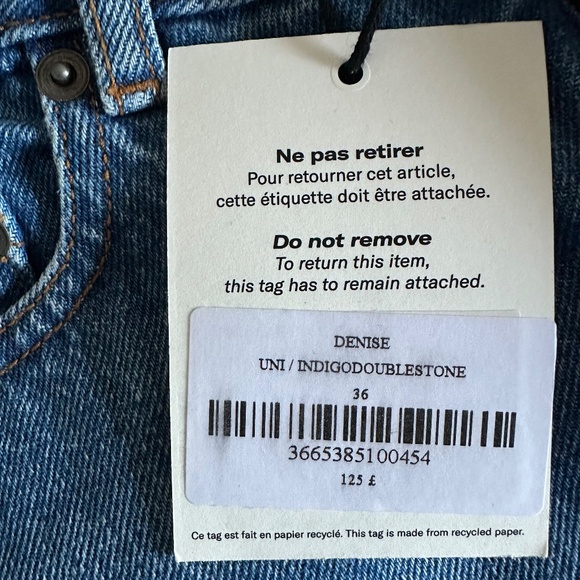 Ne pas retirer
Pour retourner cet article,
cette étiquette doit être attachée.
Do not remove
To return this item,
this tag has to remain attached.
DENISE
UNI / INDIGODOUBLESTONE
36
3665385100454
125 £
Ce tag est fait en papier recyclé. This tag is made from recycled paper.